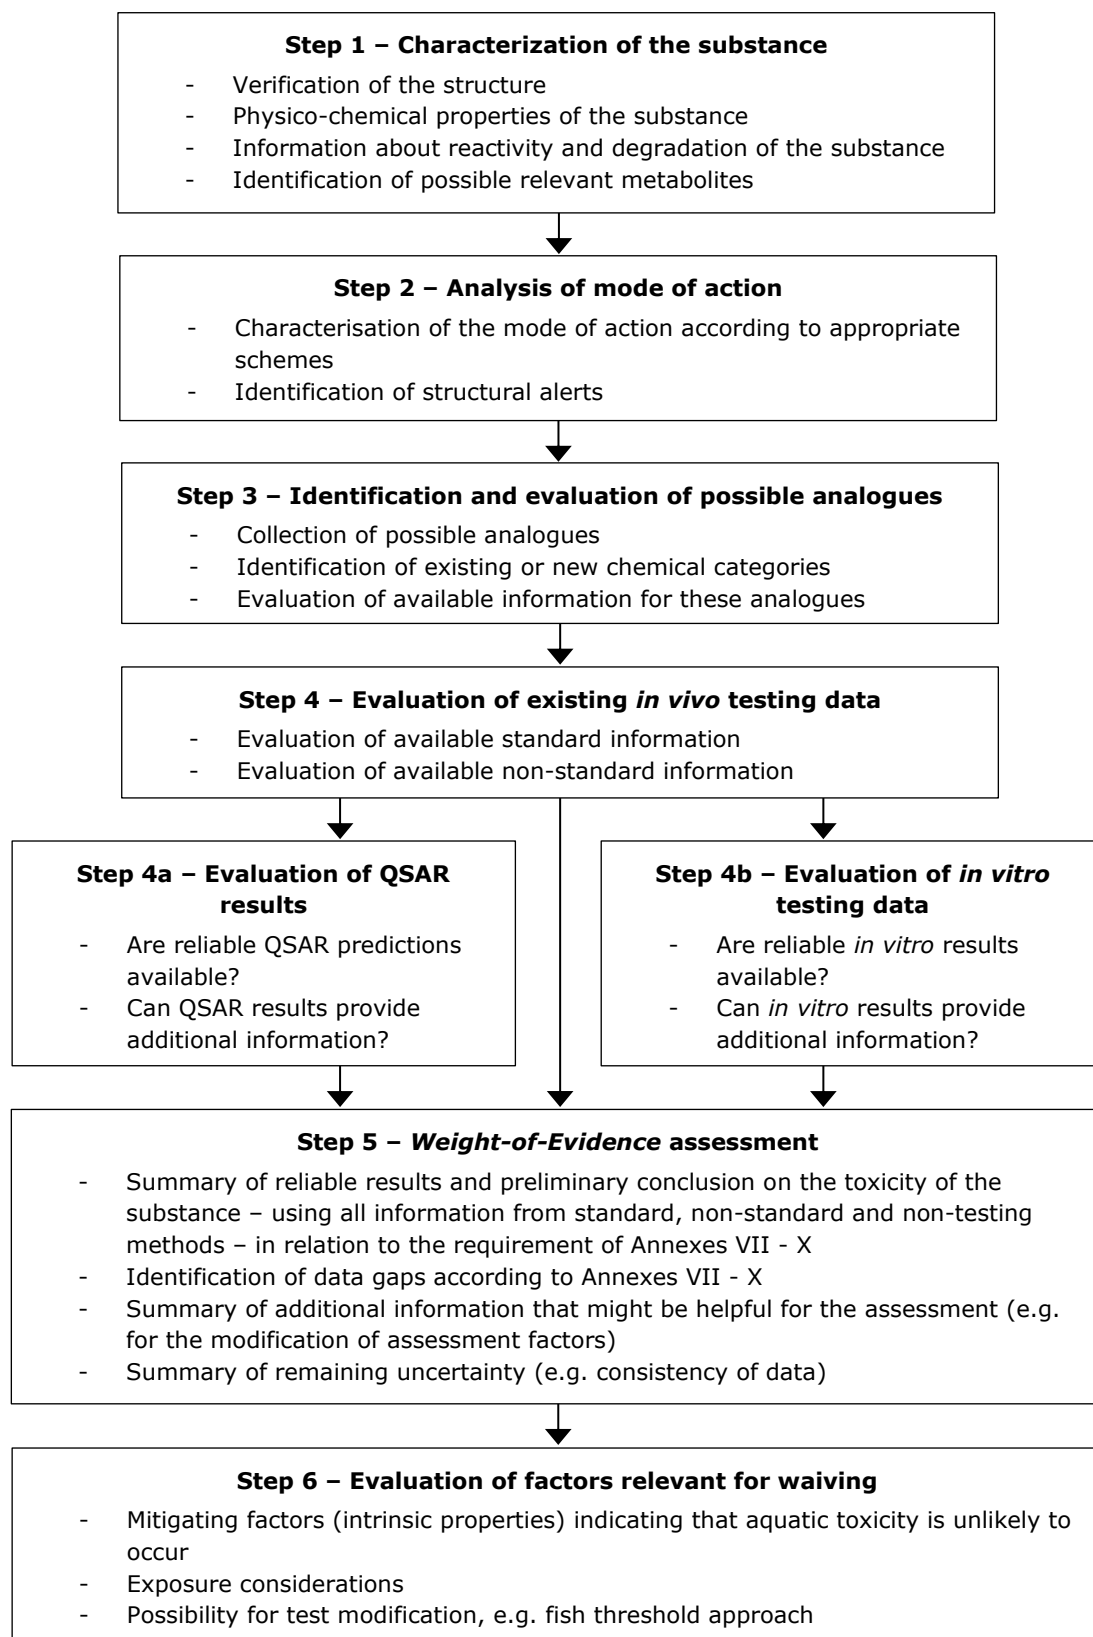 Step 1 – Characterization of the substance
- Verification of the structure
- Physico-chemical properties of the substance
- Information about reactivity and degradation of the substance
- Identification of possible relevant metabolites
Step 2 – Analysis of mode of action
- Characterisation of the mode of action according to appropriate
schemes
- Identification of structural alerts
Step 3 – Identification and evaluation of possible analogues
- Collection of possible analogues
- Identification of existing or new chemical categories
- Evaluation of available information for these analogues
Step 4 – Evaluation of existing in vivo testing data
- Evaluation of available standard information
- Evaluation of available non-standard information
Step 4a – Evaluation of QSAR
results
- Are reliable QSAR predictions
available?
- Can QSAR results provide
additional information?
Step 4b – Evaluation of in vitro
testing data
- Are reliable in vitro results
available?
- Can in vitro results provide
additional information?
Step 5 – Weight-of-Evidence assessment
- Summary of reliable results and preliminary conclusion on the toxicity of the
substance – using all information from standard, non-standard and non-testing
methods – in relation to the requirement of Annexes VII - X
- Identification of data gaps according to Annexes VII - X
- Summary of additional information that might be helpful for the assessment (e.g.
for the modification of assessment factors)
- Summary of remaining uncertainty (e.g. consistency of data)
Step 6 – Evaluation of factors relevant for waiving
- Mitigating factors (intrinsic properties) indicating that aquatic toxicity is unlikely to
occur
- Exposure considerations
- Possibility for test modification, e.g. fish threshold approach